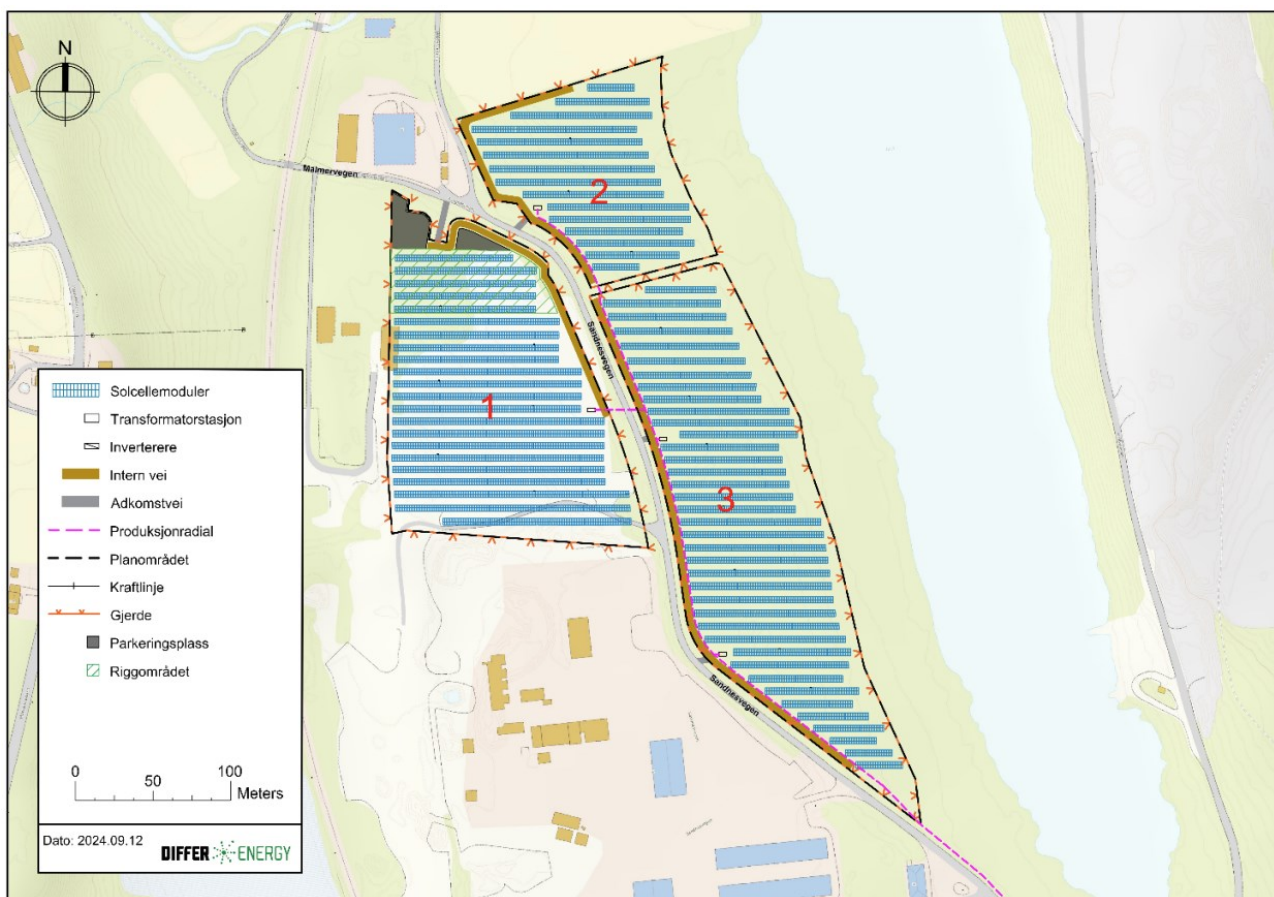 N
Malmervegen
2
Sandnesvegen
1
3
Sandnesvegen
Solcellemoduler
Transformatorstasjon
Inverterere
Intern vei
Adkomstvei
Produksjonradial
Planområdet
Kraftlinje
Gjerde
Parkeringsplass
Riggområdet
0 50 100
Meters
Dato: 2024.09.12
DIFFER ENERGY